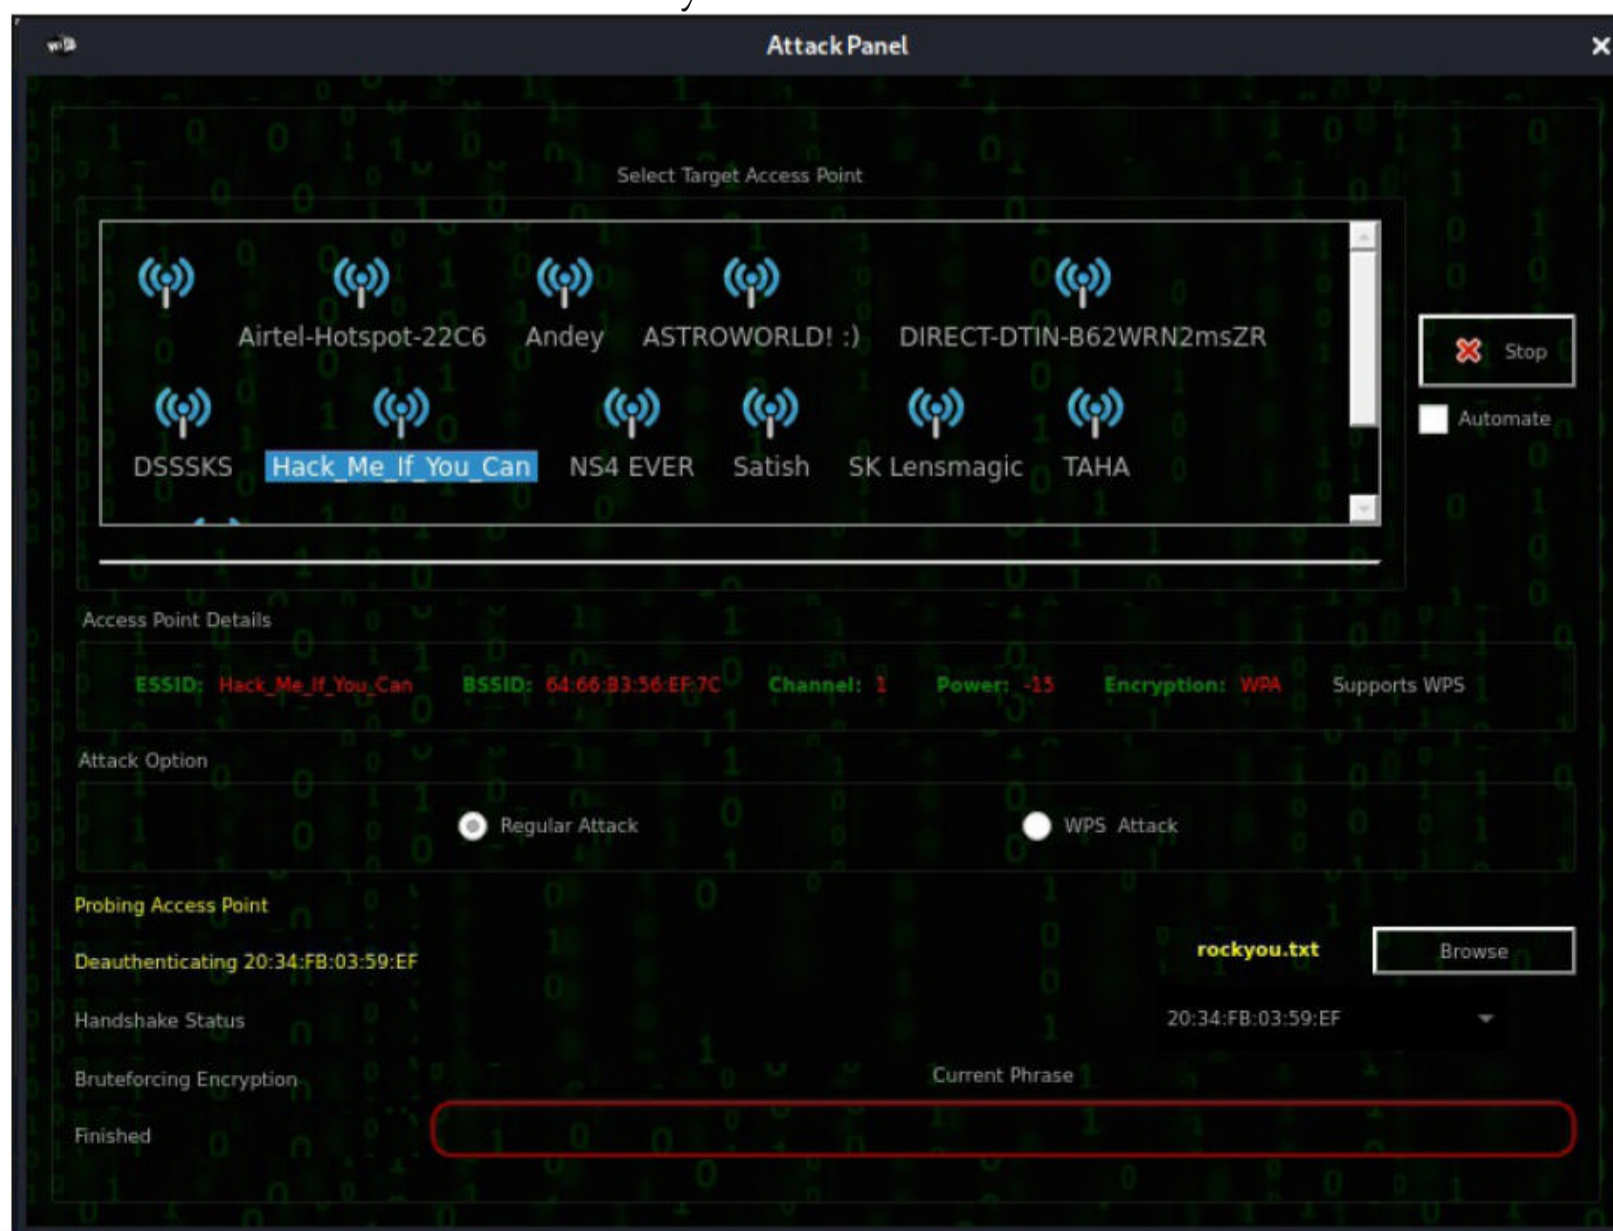 Attack Panel
Select Target Access Point
Airtel-Hotspot-22C6 Andey ASTROWORLD! :) DIRECT-DTIN-B62WRN2msZR
Stop
Automate
DSSSKS Hack_Me_If_You_Can NS4 EVER Satish SK Lensmagic TAHA
Access Point Details
ESSID: Hack_Me_If_You_Can BSSID: 64:66:B3:56:EF:7C Channel: 1 Power: -15 Encryption: WPA Supports WPS
Attack Option
Regular Attack WPS Attack
Probing Access Point
rockyou.txt Browse
Deauthenticating 20:34:FB:03:59:EF
Handshake Status 20:34:FB:03:59:EF
Bruteforcing Encryption Current Phrase
Finished